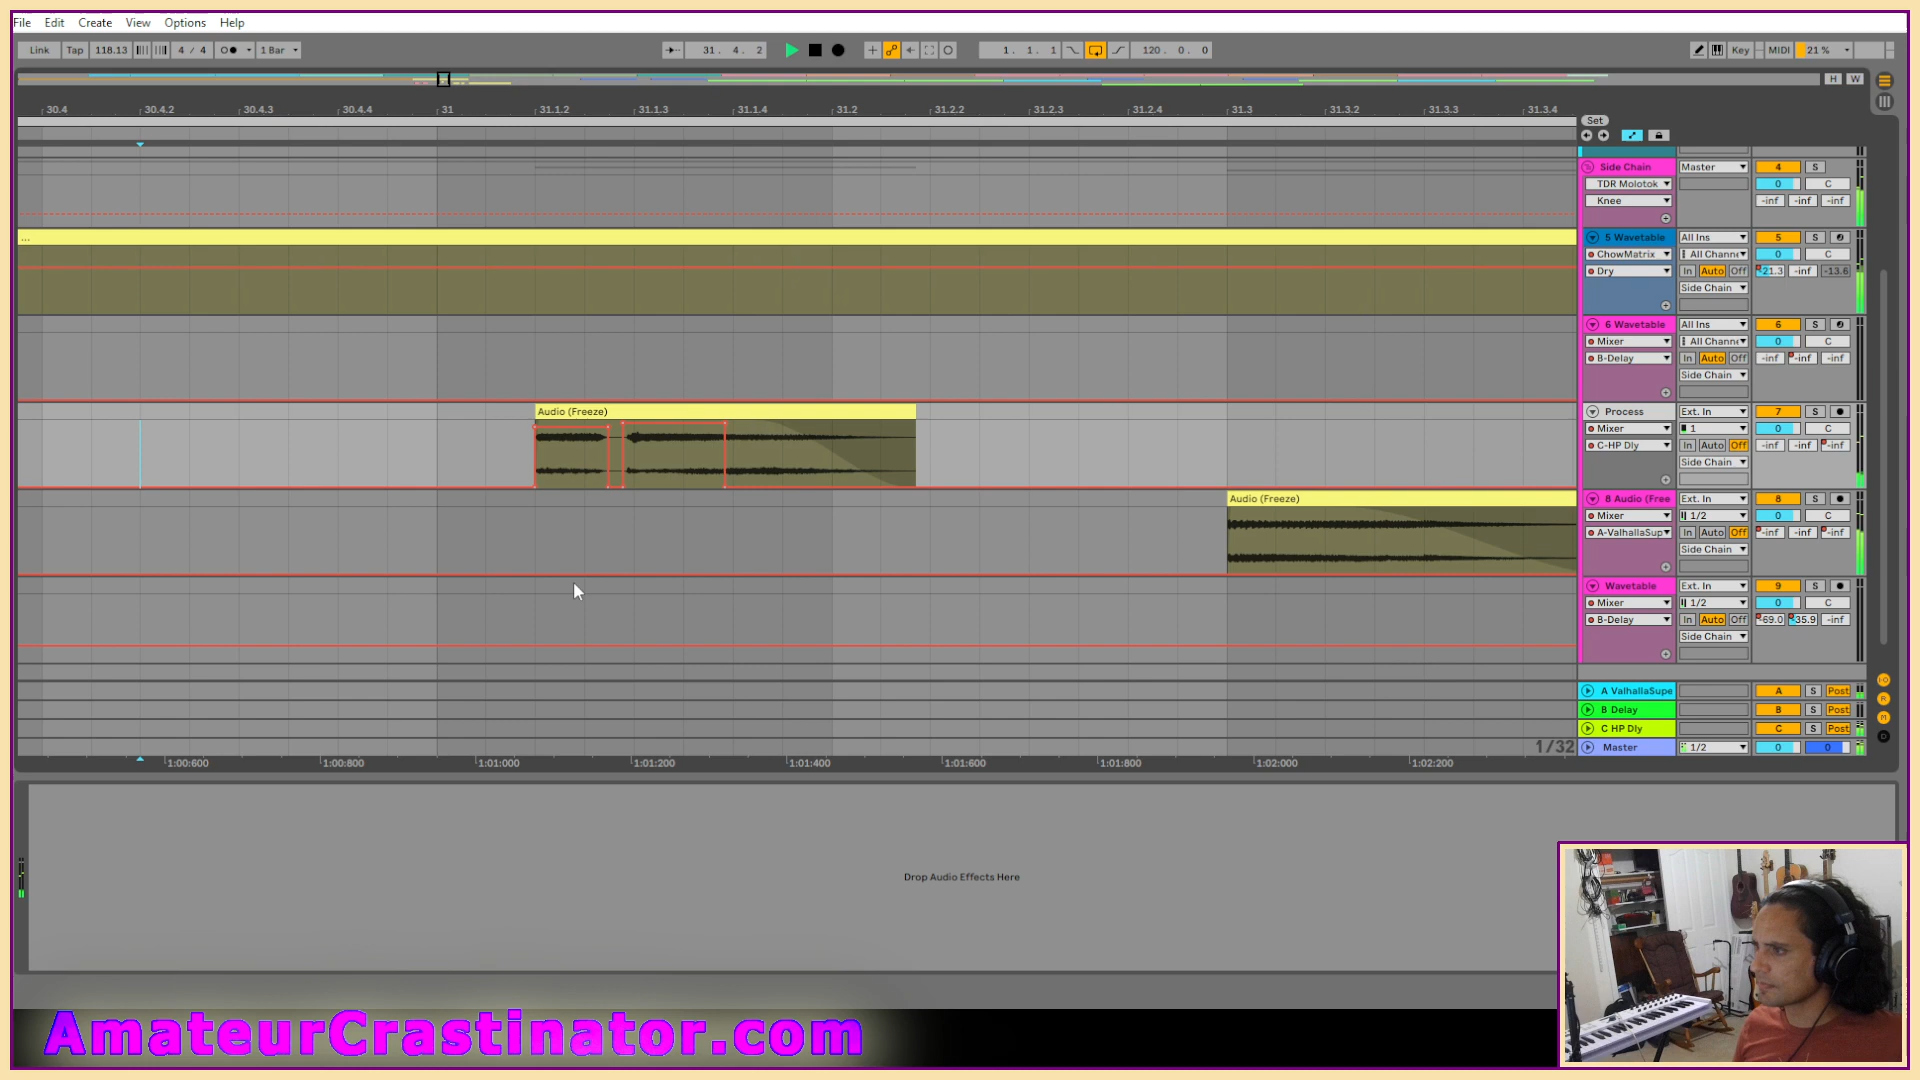 File Edit Create View Options Help
Link Tap 118.13 4 / 4 1 Bar 31. 4. 2 1. 1. 1 120. 0. 0 Key MIDI 21 %
H W
30.4 30.4.2 30.4.3 30.4.4 31 31.1.2 31.1.3 31.1.4 31.2 31.2.2 31.2.3 31.2.4 31.3 31.3.2 31.3.3 31.3.4
Set
Side Chain Master 4 S
TDR Molotok 0 C
Knee -inf -inf -inf
...
5 Wavetable All Ins 5 S
ChowMatrix All Channe 0 C
Dry In Auto Off -21.3 -inf -13.6
Side Chain
6 Wavetable All Ins 6 S
Mixer All Channe 0 C
B-Delay In Auto Off -inf -inf -inf
Side Chain
Audio (Freeze)
Process Ext. In 7 S
Mixer 1 0 C
C-HP Dly In Auto Off -inf -inf -inf
Side Chain
Audio (Freeze)
8 Audio (Free Ext. In 8 S
Mixer 1/2 0 C
A-ValhallaSup In Auto Off -inf -inf -inf
Side Chain
Wavetable Ext. In 9 S
Mixer 1/2 0 C
B-Delay In Auto Off -69.0 -35.9 -inf
Side Chain
A ValhallaSupe A S Post
B Delay B S Post
C HP Dly C S Post
1/32
Master 1/2 0 0
1:00:600 1:00:800 1:01:000 1:01:200 1:01:400 1:01:600 1:01:800 1:02:000 1:02:200
Drop Audio Effects Here
AmateurCrastinator.com